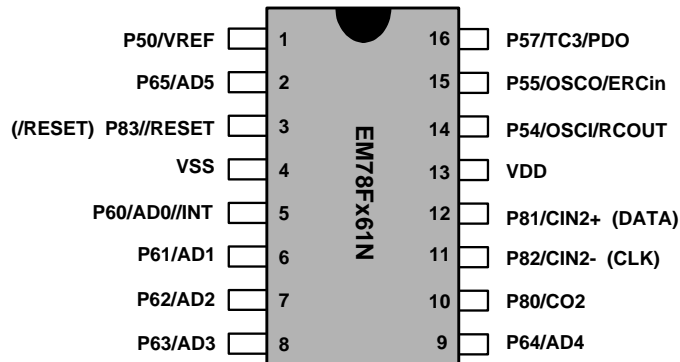 P50/VREF 1 16 P57/TC3/PDO
P65/AD5 2 15 P55/OSCO/ERCin
(/RESET) P83//RESET 3 14 P54/OSCI/RCOUT
VSS 4 13 VDD
P60/AD0//INT 5 12 P81/CIN2+ (DATA)
P61/AD1 6 11 P82/CIN2- (CLK)
P62/AD2 7 10 P80/CO2
P63/AD3 8 9 P64/AD4
EM78Fx61N